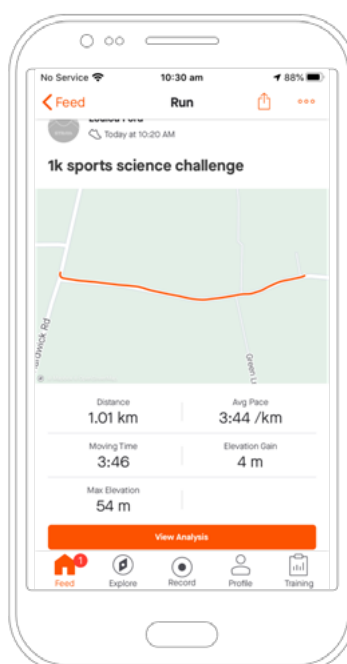 No Service 10:30 am 88%
Feed Run
Today at 10:20 AM
1k sports science challenge
Green L
Distance Avg Pace
1.01 km 3:44 /km
Moving Time Elevation Gain
3:46 4 m
Max Elevation
54 m
View Analysis
1
Feed Explore Record Profile Training